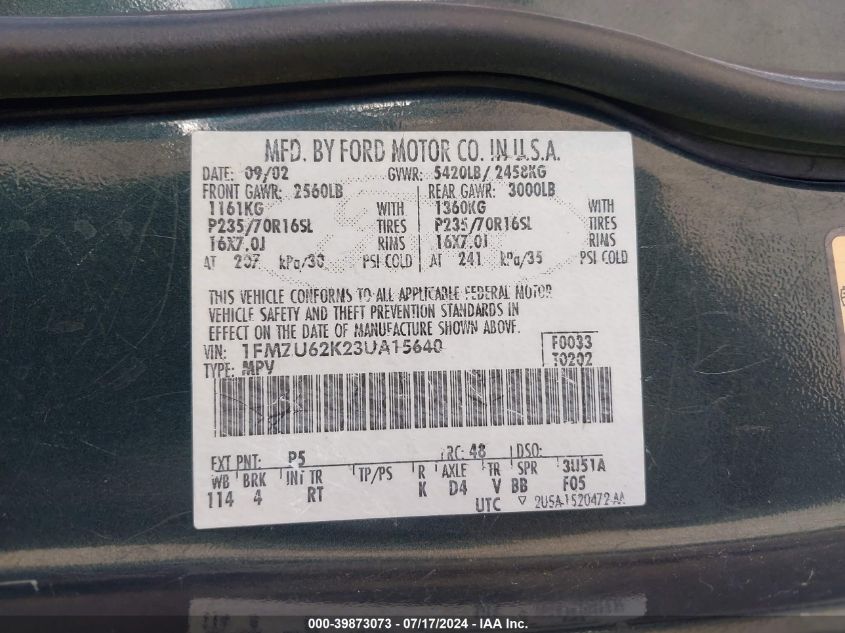 MFD. BY FORD MOTOR CO. IN U.S.A.
DATE: 09/02 GVWR: 5420LB/ 2458KG
FRONT GAWR: 2560LB REAR GAWR: 3000LB
1161KG WITH 1360KG WITH
P235/70R16SL TIRES P235/70R16SL TIRES
16X7.0J RIMS 16X7.0J RIMS
AT 207 kPa/30 PSI COLD AT 241 kPa/35 PSI COLD
THIS VEHICLE CONFORMS TO ALL APPLICABLE FEDERAL MOTOR
VEHICLE SAFETY AND THEFT PREVENTION STANDARDS IN
EFFECT ON THE DATE OF MANUFACTURE SHOWN ABOVE.
VIN: 1FMZU62K23UA15640 F0033
TYPE: MPV T0202
EXT PNT: P5 RC: 48 DSO:
WB BRK INT TR TP/PS R AXLE TR SPR 3U51A
114 4 RT K D4 V BB F05
UTC ▽ 2U5A-1520472-AA
000-39873073 - 07/17/2024 - IAA Inc.